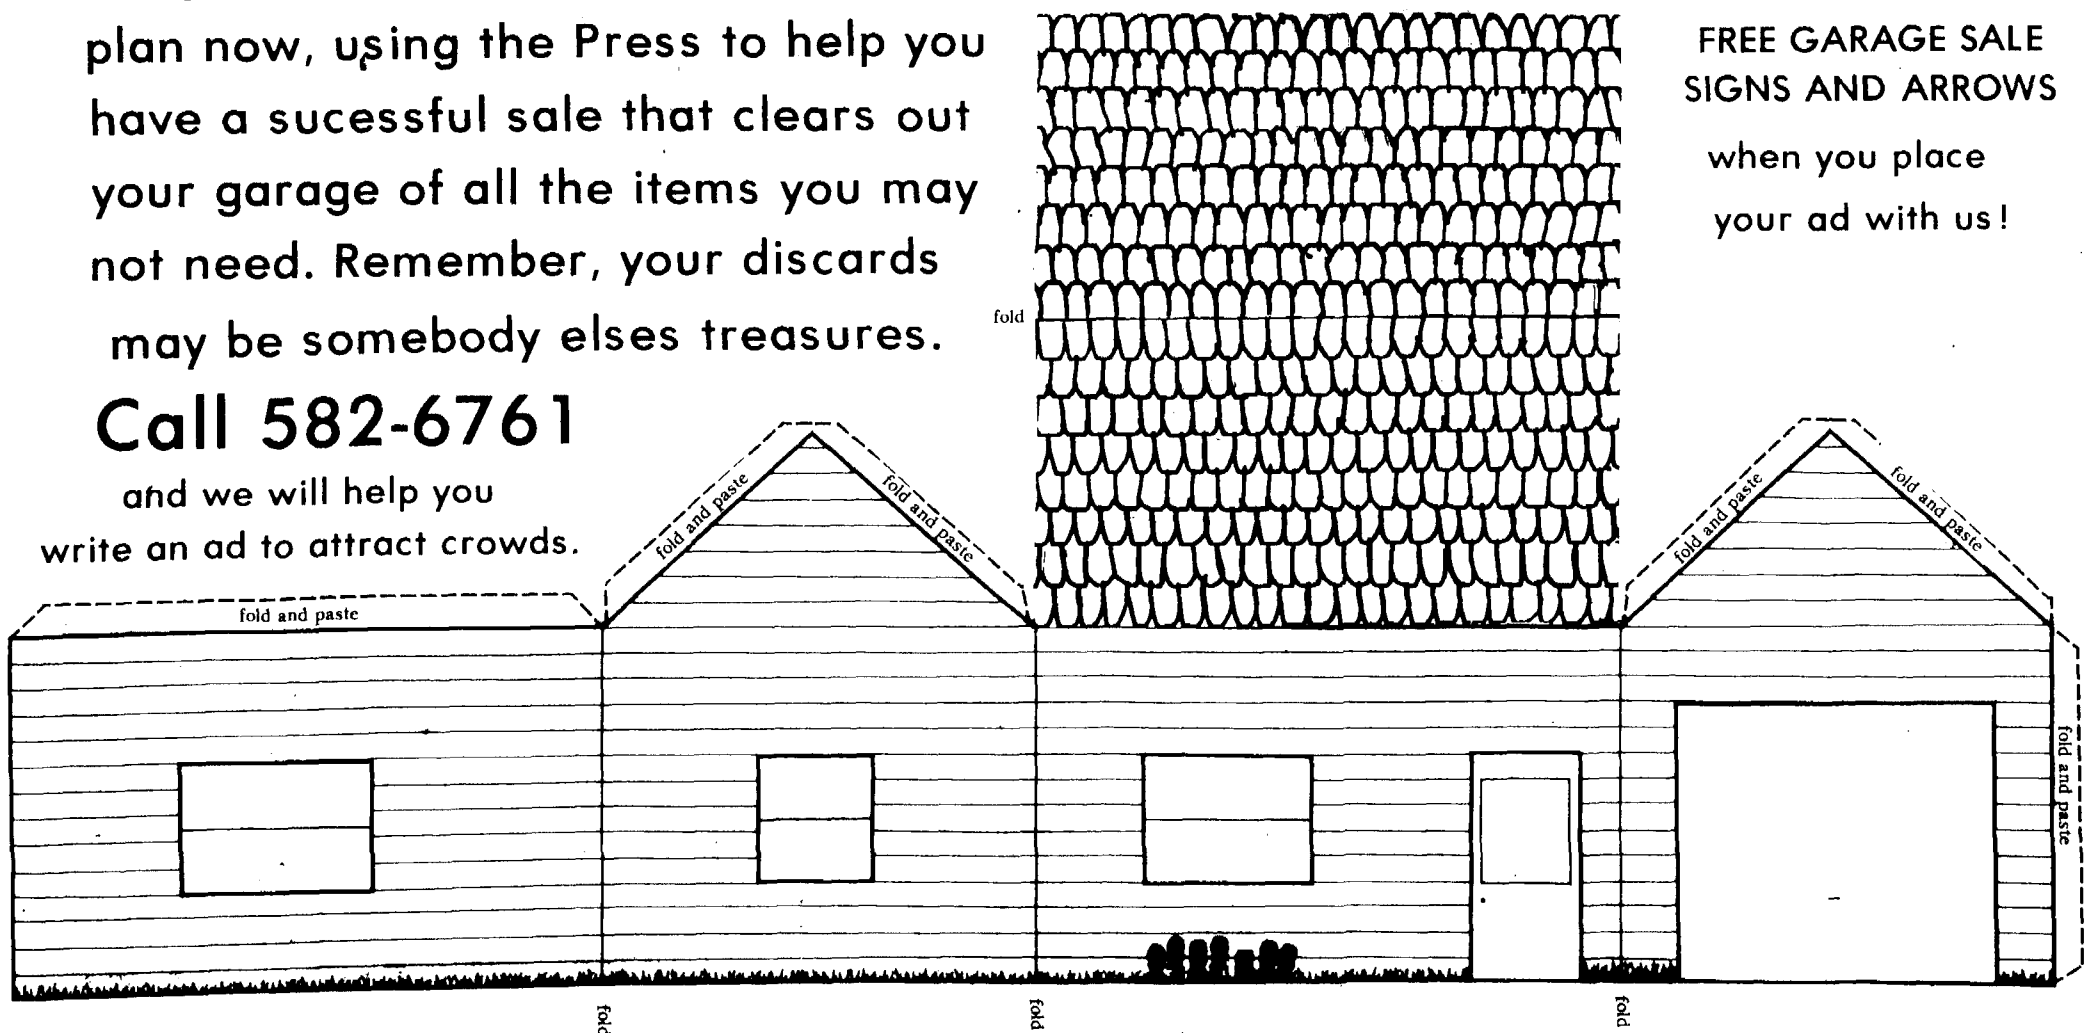 plan now, using the Press to help you
have a sucessful sale that clears out
your garage of all the items you may
not need. Remember, your discards
may be somebody elses treasures.
Call 582-6761
and we will help you
write an ad to attract crowds.
FREE GARAGE SALE
SIGNS AND ARROWS
when you place
your ad with us!
fold
fold and paste
fold and paste
fold and paste
fold and paste
fold and paste
fold and paste
fold
fold
fold